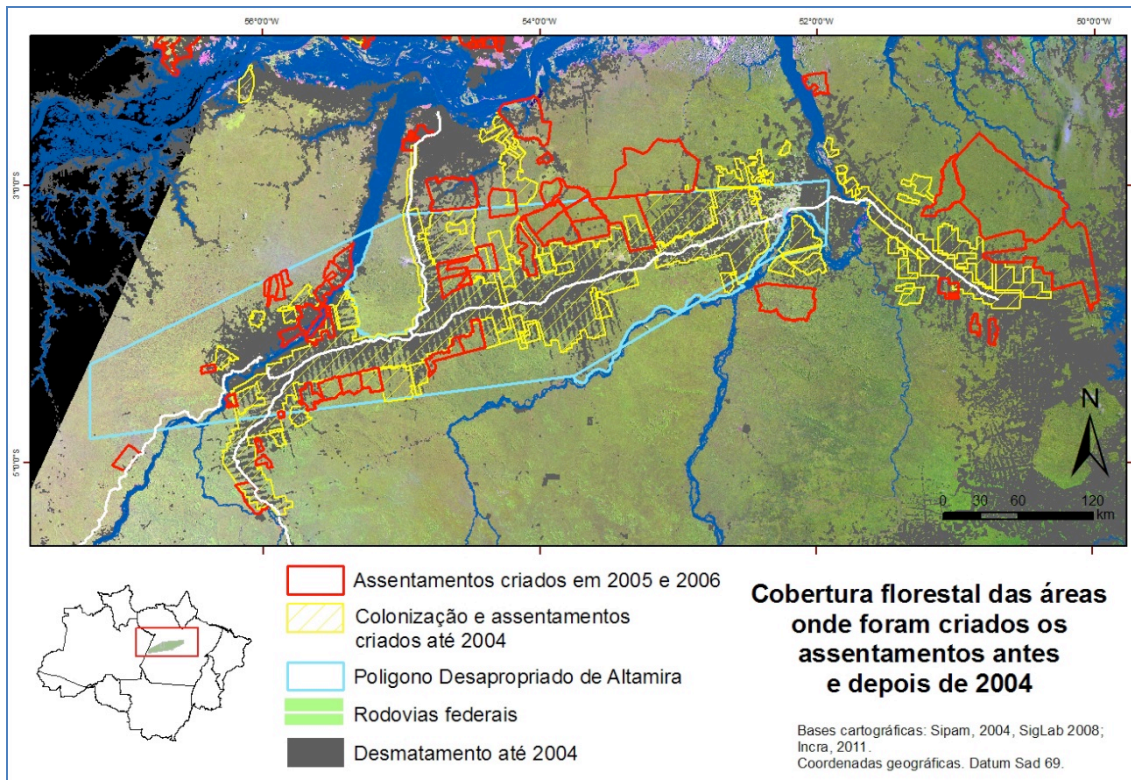 56°0'0"W
54°0'0"W
52°0'0"W
50°0'0"W
3°0'0"S
5°0'0"S
N
0 30 60 120
km
Assentamentos criados em 2005 e 2006
Colonização e assentamentos
criados até 2004
Polígono Desapropriado de Altamira
Rodovias federais
Desmatamento até 2004
Cobertura florestal das áreas
onde foram criados os
assentamentos antes
e depois de 2004
Bases cartográficas: Sipam, 2004, SigLab 2008;
Incra, 2011.
Coordenadas geográficas. Datum Sad 69.